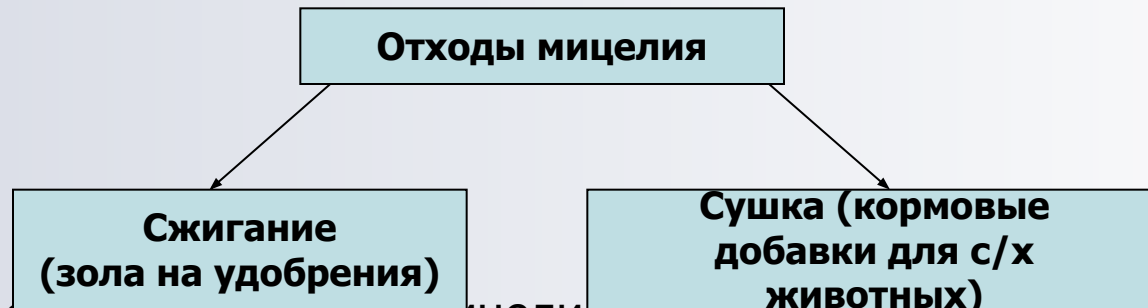 Отходы мицелия
Сжигание
(зола на удобрения)
Сушка (кормовые
добавки для с/х
животных)